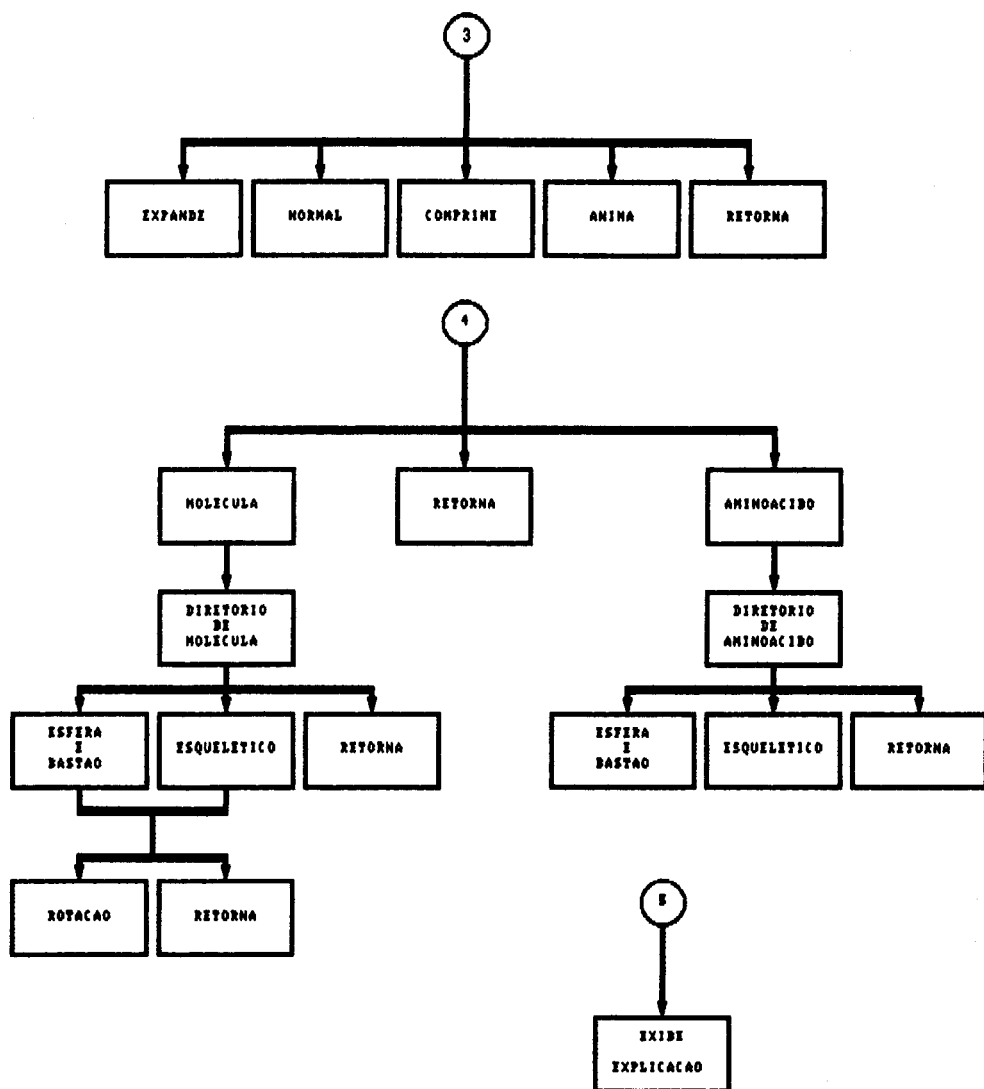 3
EXPANDE NORMAL COMPRIME ANIMA RETORNA
4
MOLECULA RETORNA AMINOACIDO
DIRETORIO
DE
MOLECULA
DIRETORIO
DE
AMINOACIDO
ESFERA
E
BASTAO
ESQUELETICO
RETORNA
ESFERA
E
BASTAO
ESQUELETICO
RETORNA
ROTACAO RETORNA
5
EXIBE
EXPLICACAO